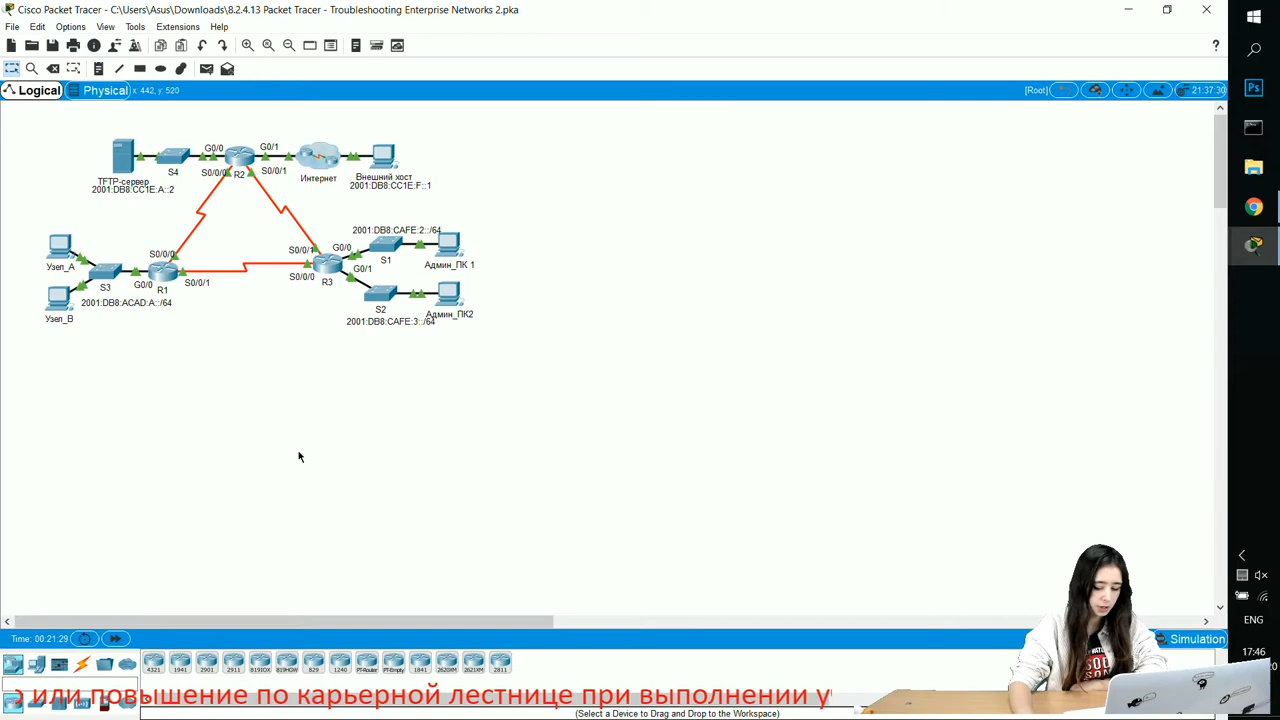 Cisco Packet Tracer - C:\Users\Asus\Downloads\8.2.4.13 Packet Tracer - Troubleshooting Enterprise Networks 2.pka
File Edit Options View Tools Extensions Help
Logical Physical x: 442, y: 520 [Root] 21:37:30
G0/0 G0/1
S4 S0/0/0 R2 S0/0/1 Интернет Внешний хост
TFTP-сервер
2001:DB8:CC1E:A::2 2001:DB8:CC1E:F::1
2001:DB8:CAFE:2::/64
S0/0/0 S0/0/1 G0/0 S1 Админ_ПК 1
Узел_A S3 G0/0 R1 S0/0/1 S0/0/0 R3 G0/1
2001:DB8:ACAD:A::/64
Узел_B S2 Админ_ПК2
2001:DB8:CAFE:3::/64
Time: 00:21:29 Simulation
4321 1941 2901 2911 819IOX 819HGW 829 1240 PT-Router PT-Empty 1841 2620XM 2621XM 2811
или повышение по карьерной лестнице при выполнении у
(Select a Device to Drag and Drop to the Workspace)
Ps
ENG
17:46